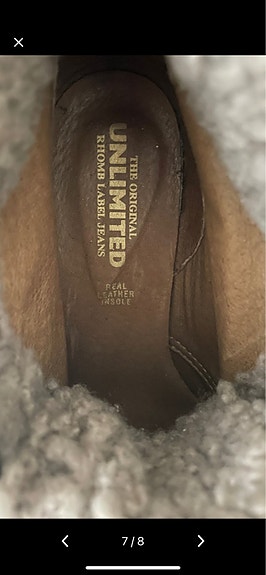 THE ORIGINAL
UNLIMITED
RHOMB LABEL JEANS
REAL
LEATHER
INSOLE
7/8